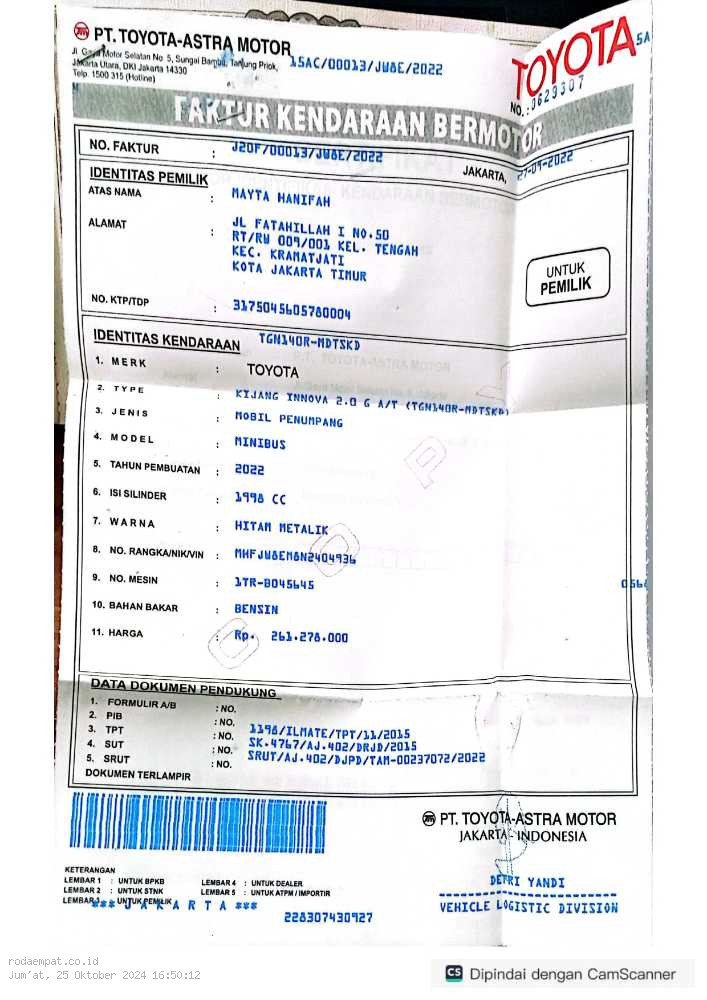 PT. TOYOTA-ASTRA MOTOR
Jl. Gaya Motor Selatan No. 5, Sungai Bambu, Tanjung Priok,
Jakarta Utara, DKI Jakarta 14330
Telp. 1500 315 (Hotline)
15AC/00013/JW8E/2022
TOYOTA
5A
NO. :0629307
FAKTUR KENDARAAN BERMOTOR
NO. FAKTUR : J20F/00013/JW8E/2022 JAKARTA, 27-09-2022
IDENTITAS PEMILIK
ATAS NAMA : MAYTA HANIFAH
ALAMAT : JL FATAHILLAH I NO.50
RT/RW 009/001 KEL. TENGAH
KEC. KRAMATJATI
KOTA JAKARTA TIMUR
UNTUK
PEMILIK
NO. KTP/TDP : 3175045605780004
IDENTITAS KENDARAAN TGN140R-MDTSKD
1. MERK : TOYOTA
2. TYPE : KIJANG INNOVA 2.0 G A/T (TGN140R-MDTSKD)
3. JENIS : MOBIL PENUMPANG
4. MODEL : MINIBUS
5. TAHUN PEMBUATAN : 2022
6. ISI SILINDER : 1998 CC
7. WARNA : HITAM METALIK
8. NO. RANGKA/NIK/VIN : MHFJW8EM8N2404936
9. NO. MESIN : 1TR-B045645
10. BAHAN BAKAR : BENSIN
11. HARGA : Rp. 261.278.000
COPY
DATA DOKUMEN PENDUKUNG
1. FORMULIR A/B : NO.
2. PIB : NO.
3. TPT : NO. 1198/ILMATE/TPT/11/2015
4. SUT : NO. SK.4767/AJ.402/DRJD/2015
5. SRUT : NO. SRUT/AJ.402/DJPD/TAM-00237072/2022
DOKUMEN TERLAMPIR
PT. TOYOTA-ASTRA MOTOR
JAKARTA - INDONESIA
KETERANGAN
LEMBAR 1 : UNTUK BPKB
LEMBAR 2 : UNTUK STNK
LEMBAR 3 : UNTUK PEMILIK
LEMBAR 4 : UNTUK DEALER
LEMBAR 5 : UNTUK ATPM / IMPORTIR
*** J A K A R T A ***
228307430927
DEFRI YANDI
VEHICLE LOGISTIC DIVISION
rodaempat.co.id
Jum'at, 25 Oktober 2024 16:50:12
CS Dipindai dengan CamScanner